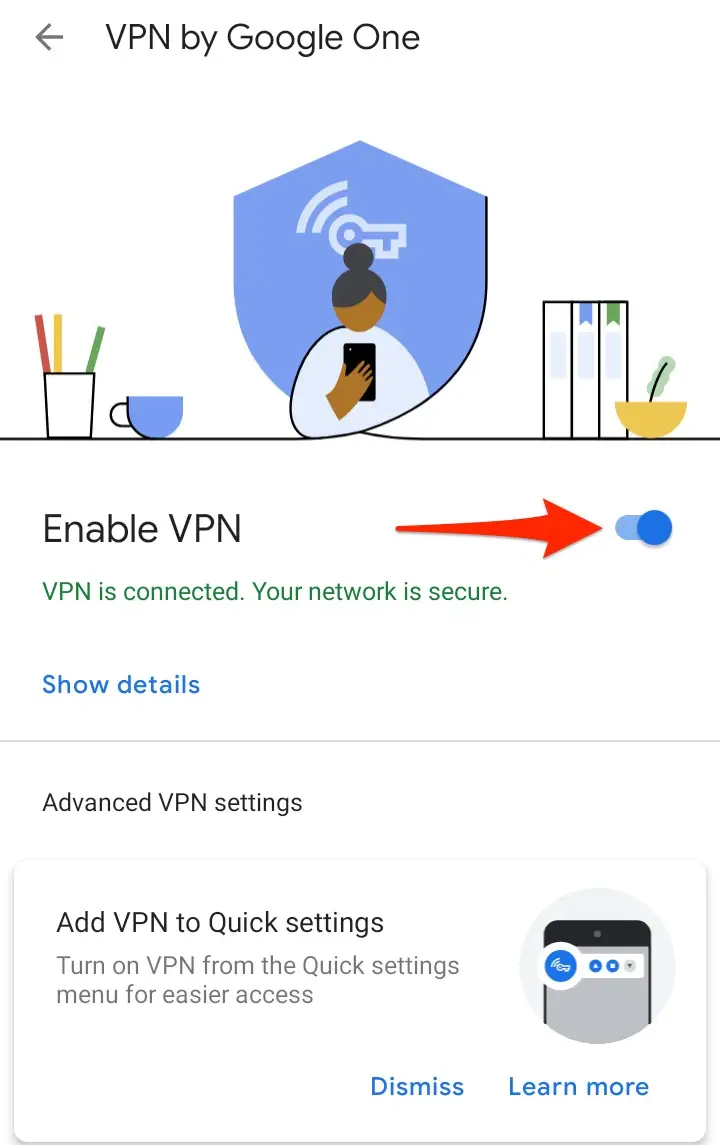 VPN by Google One
Enable VPN
VPN is connected. Your network is secure.
Show details
Advanced VPN settings
Add VPN to Quick settings
Turn on VPN from the Quick settings
menu for easier access
Dismiss
Learn more